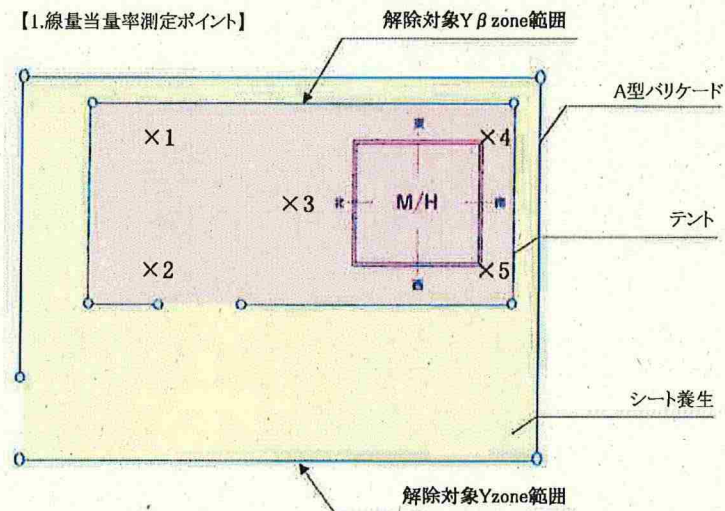 【1.線量当量率測定ポイント】
解除対象Yβzone範囲
A型バリケード
×1
東
×4
×3
北
M/H
南
テント
×2
×5
西
シート養生
解除対象Yzone範囲